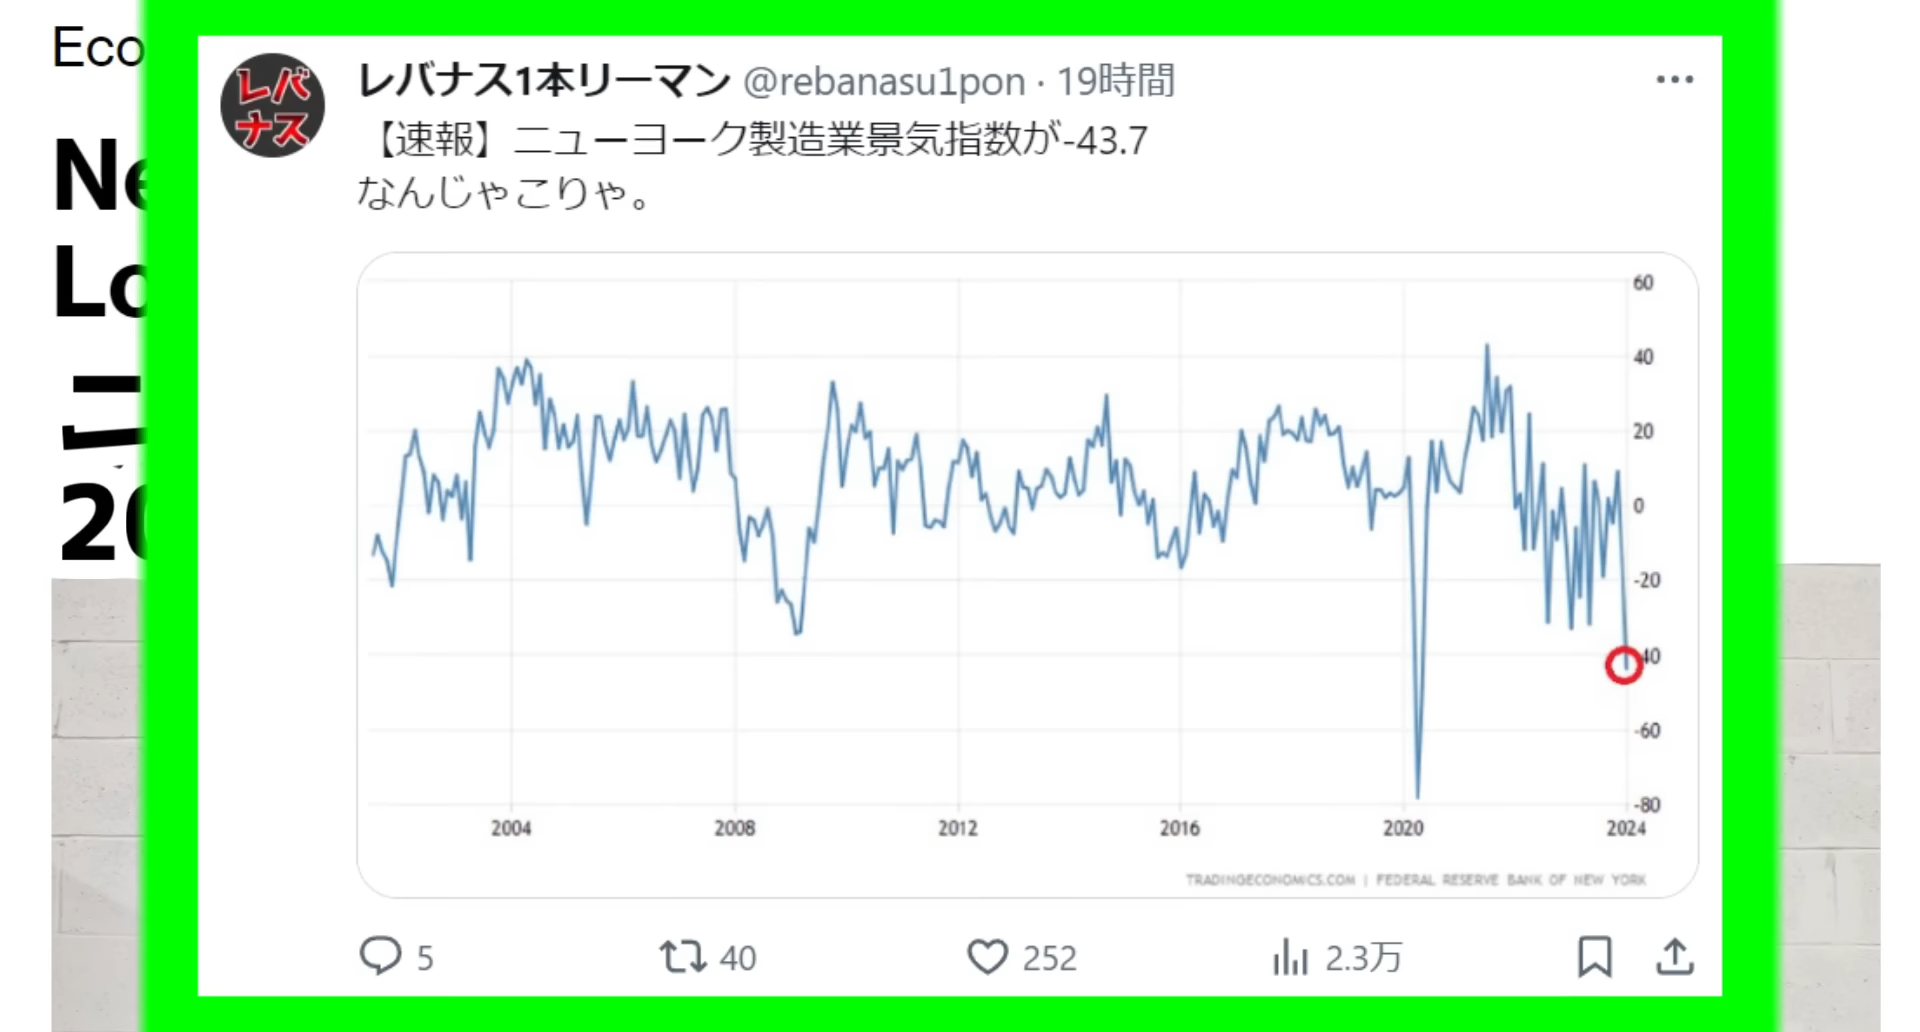 Eco
レバナス1本リーマン @rebanasu1pon · 19時間
レバ
ナス
【速報】ニューヨーク製造業景気指数が-43.7
なんじゃこりゃ。
Ne
Lo
20
60
40
20
0
-20
40
-60
-80
2004 2008 2012 2016 2020 2024
TRADINGECONOMICS.COM | FEDERAL RESERVE BANK OF NEW YORK
5 40 252 2.3万